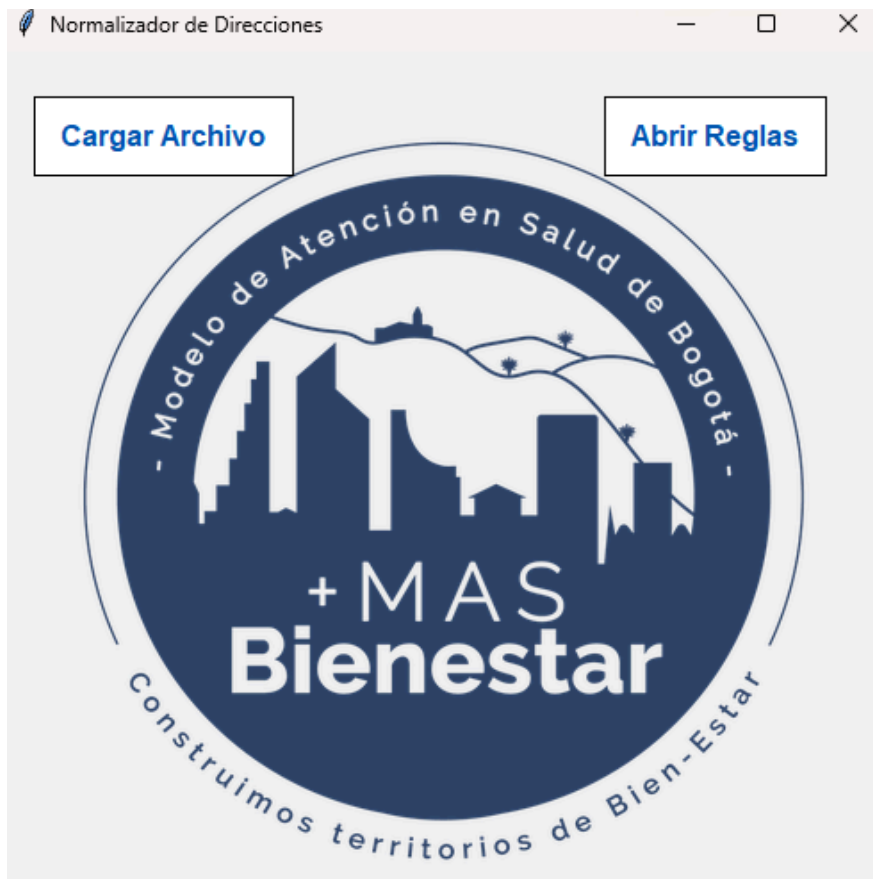 Normalizador de Direcciones
Cargar Archivo
Abrir Reglas
- Modelo de Atención en Salud de Bogotá -
+MAS
Bienestar
Construimos territorios de Bien-Estar